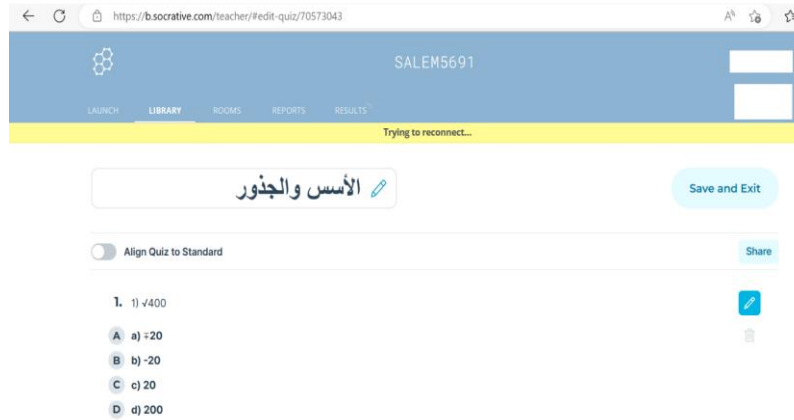 https://b.socrative.com/teacher/#edit-quiz/70573043
SALEM5691
LAUNCH LIBRARY ROOMS REPORTS RESULTS
Trying to reconnect...
الأسس والجذور
Save and Exit
Align Quiz to Standard
Share
1. 1) √400
A a) ∓20
B b) -20
C c) 20
D d) 200